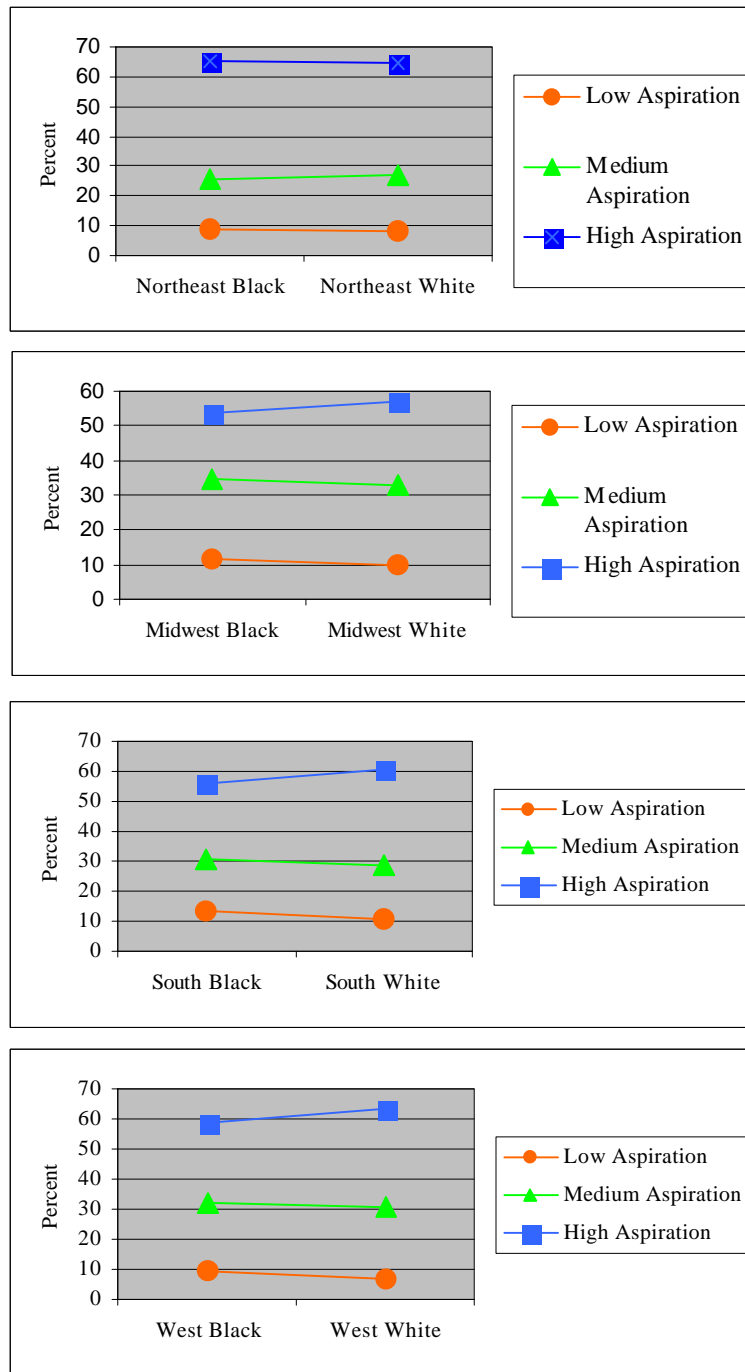 70
60
50
40
30
20
10
0
Percent
Northeast Black Northeast White
Low Aspiration
Medium
Aspiration
High Aspiration
60
50
40
30
20
10
0
Percent
Midwest Black Midwest White
Low Aspiration
Medium
Aspiration
High Aspiration
70
60
50
40
30
20
10
0
Percent
South Black South White
Low Aspiration
Medium Aspiration
High Aspiration
70
60
50
40
30
20
10
0
Percent
West Black West White
Low Aspiration
Medium Aspiration
High Aspiration